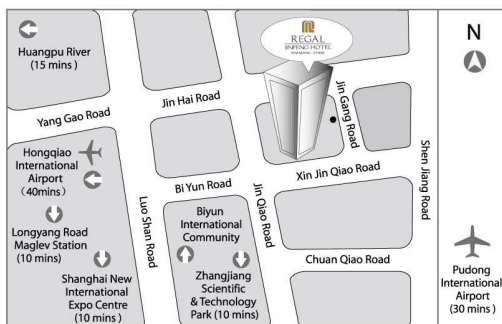 REGAL
JINFENG HOTEL
SHANGHAI • CHINA
N
Huangpu River
(15 mins )
Jin Hai Road
Yang Gao Road
Jin Gang Road
Hongqiao
International
Airport
(40mins)
Longyang Road
Maglev Station
(10 mins)
Shanghai New
International
Expo Centre
(10 mins )
Luo Shan Road
Bi Yun Road
Jin Qiao Road
Xin Jin Qiao Road
Shen Jiang Road
Biyun
International
Community
Zhangjiang
Scientific
& Technology
Park (10 mins)
Chuan Qiao Road
Pudong
International
Airport
(30 mins )